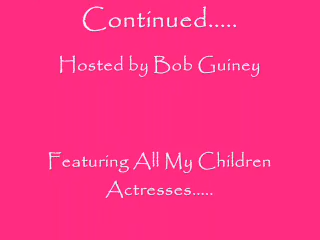 Continued.....
Hosted by Bob Guiney
Featuring All My Children
Actresses.....